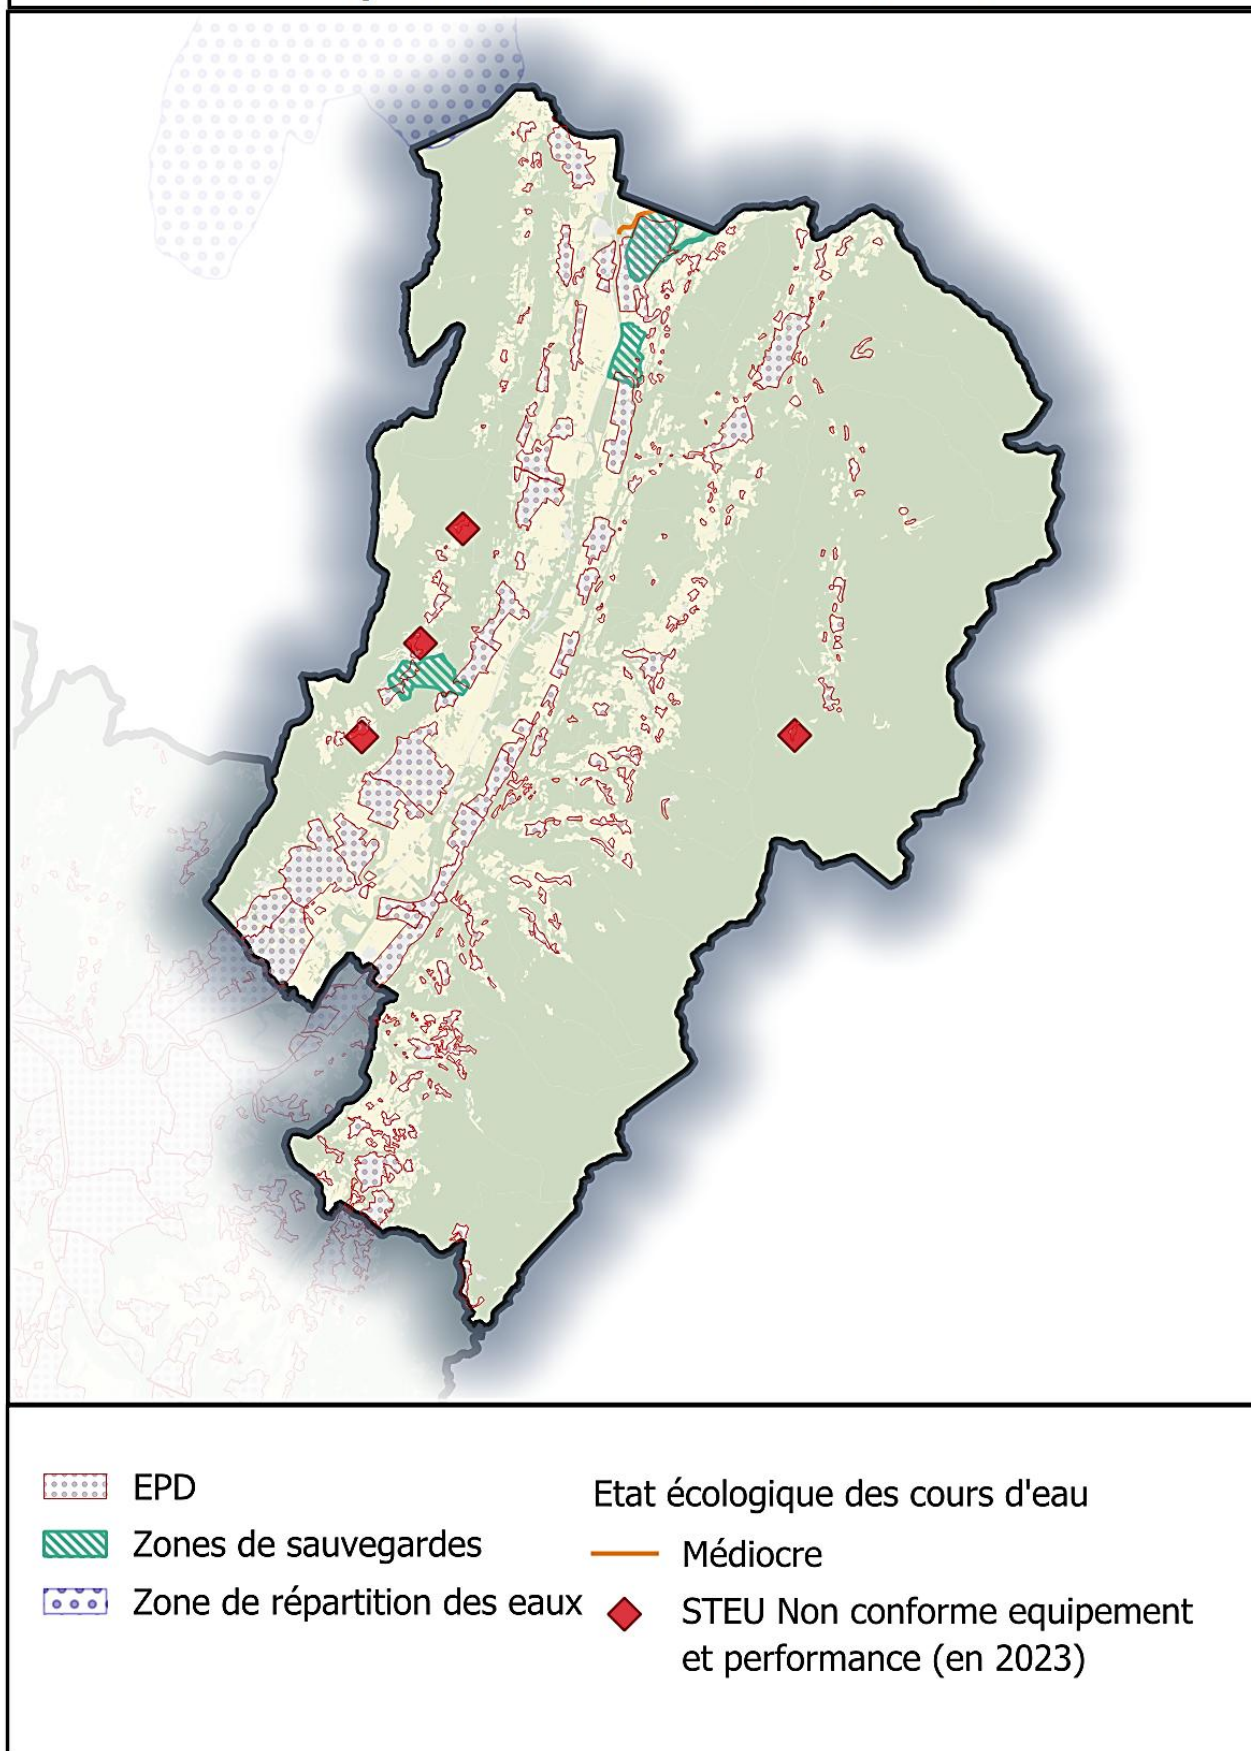 EPD
Zones de sauvegardes
Zone de répartition des eaux
Etat écologique des cours d'eau
Médiocre
STEU Non conforme equipement
et performance (en 2023)